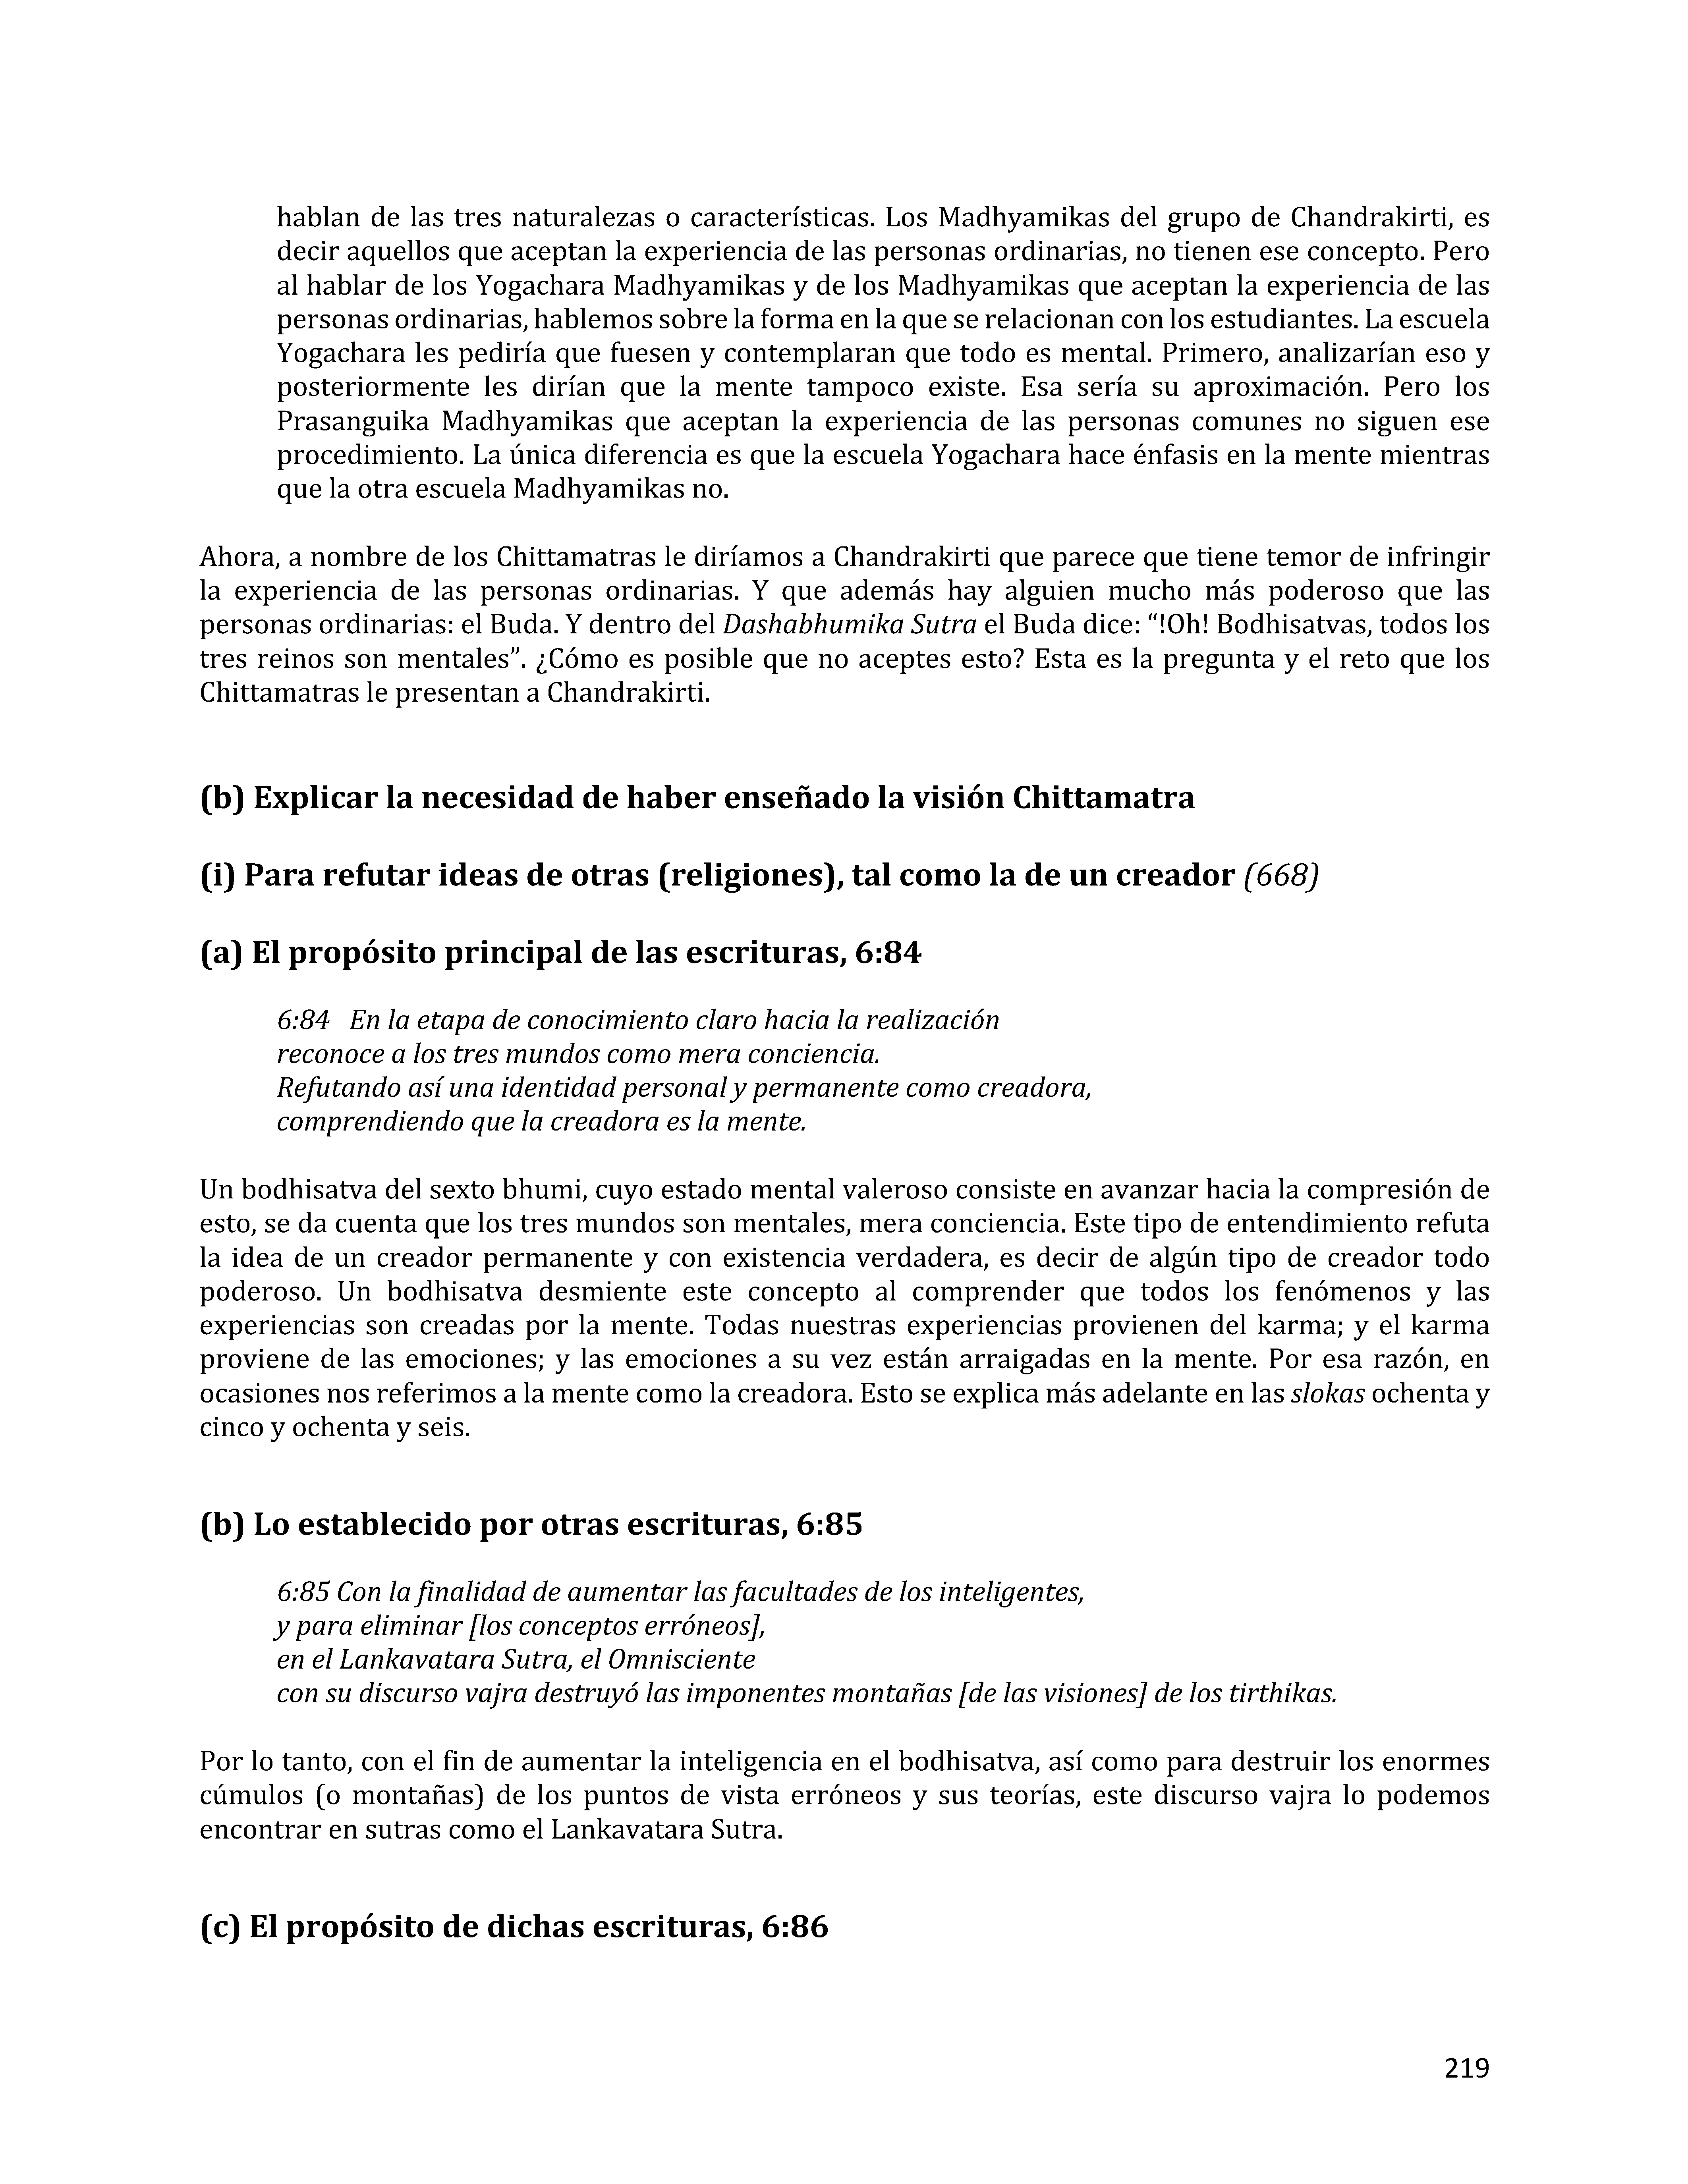 hablan de las tres naturalezas o características. Los Madhyamikas del grupo de Chandrakirti, es
decir aquellos que aceptan la experiencia de las personas ordinarias, no tienen ese concepto. Pero
al hablar de los Yogachara Madhyamikas y de los Madhyamikas que aceptan la experiencia de las
personas ordinarias, hablemos sobre la forma en la que se relacionan con los estudiantes. La escuela
Yogachara les pediría que fuesen y contemplaran que todo es mental. Primero, analizarían eso y
posteriormente les dirían que la mente tampoco existe. Esa sería su aproximación. Pero los
Prasanguika Madhyamikas que aceptan la experiencia de las personas comunes no siguen ese
procedimiento. La única diferencia es que la escuela Yogachara hace énfasis en la mente mientras
que la otra escuela Madhyamikas no.
Ahora, a nombre de los Chittamatras le diríamos a Chandrakirti que parece que tiene temor de infringir
la experiencia de las personas ordinarias. Y que además hay alguien mucho más poderoso que las
personas ordinarias: el Buda. Y dentro del Dashabhumika Sutra el Buda dice: “!Oh! Bodhisatvas, todos los
tres reinos son mentales”. ¿Cómo es posible que no aceptes esto? Esta es la pregunta y el reto que los
Chittamatras le presentan a Chandrakirti.
(b) Explicar la necesidad de haber enseñado la visión Chittamatra
(i) Para refutar ideas de otras (religiones), tal como la de un creador (668)
(a) El propósito principal de las escrituras, 6:84
6:84 En la etapa de conocimiento claro hacia la realización
reconoce a los tres mundos como mera conciencia.
Refutando así una identidad personal y permanente como creadora,
comprendiendo que la creadora es la mente.
Un bodhisatva del sexto bhumi, cuyo estado mental valeroso consiste en avanzar hacia la compresión de
esto, se da cuenta que los tres mundos son mentales, mera conciencia. Este tipo de entendimiento refuta
la idea de un creador permanente y con existencia verdadera, es decir de algún tipo de creador todo
poderoso. Un bodhisatva desmiente este concepto al comprender que todos los fenómenos y las
experiencias son creadas por la mente. Todas nuestras experiencias provienen del karma; y el karma
proviene de las emociones; y las emociones a su vez están arraigadas en la mente. Por esa razón, en
ocasiones nos referimos a la mente como la creadora. Esto se explica más adelante en las slokas ochenta y
cinco y ochenta y seis.
(b) Lo establecido por otras escrituras, 6:85
6:85 Con la finalidad de aumentar las facultades de los inteligentes,
y para eliminar [los conceptos erróneos],
en el Lankavatara Sutra, el Omnisciente
con su discurso vajra destruyó las imponentes montañas [de las visiones] de los tirthikas.
Por lo tanto, con el fin de aumentar la inteligencia en el bodhisatva, así como para destruir los enormes
cúmulos (o montañas) de los puntos de vista erróneos y sus teorías, este discurso vajra lo podemos
encontrar en sutras como el Lankavatara Sutra.
(c) El propósito de dichas escrituras, 6:86
219